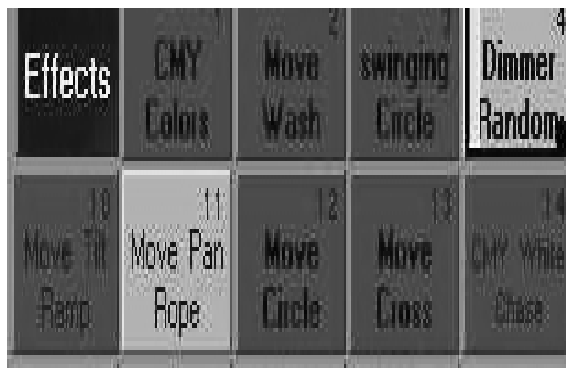 Effects
1
CMY
Colors
2
Move
Wash
3
swinging
Circle
4
Dimmer
Random
10
Move Tilt
Ramp
11
Move Pan
Rope
12
Move
Circle
13
Move
Cross
14
CMY White
Chase